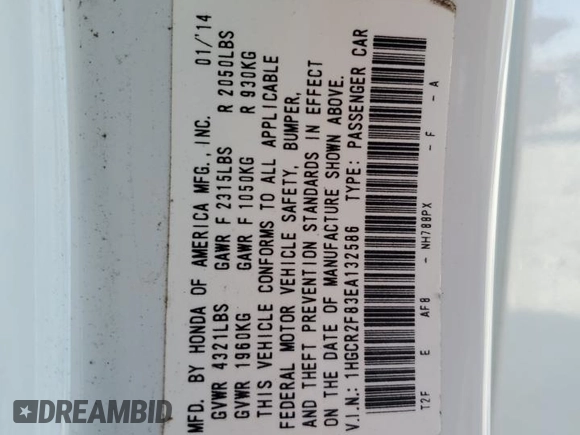 MFD. BY HONDA OF AMERICA MFG., INC. 01/'14
GVWR 4321LBS GAWR F 2315LBS R 2050LBS
GVWR 1960KG GAWR F 1050KG R 930KG
THIS VEHICLE CONFORMS TO ALL APPLICABLE
FEDERAL MOTOR VEHICLE SAFETY, BUMPER,
AND THEFT PREVENTION STANDARDS IN EFFECT
ON THE DATE OF MANUFACTURE SHOWN ABOVE.
V.I.N.: 1HGCR2F83EA132586 TYPE: PASSENGER CAR
T2F E AF8 - NH788PX - F - A
DREAMBID